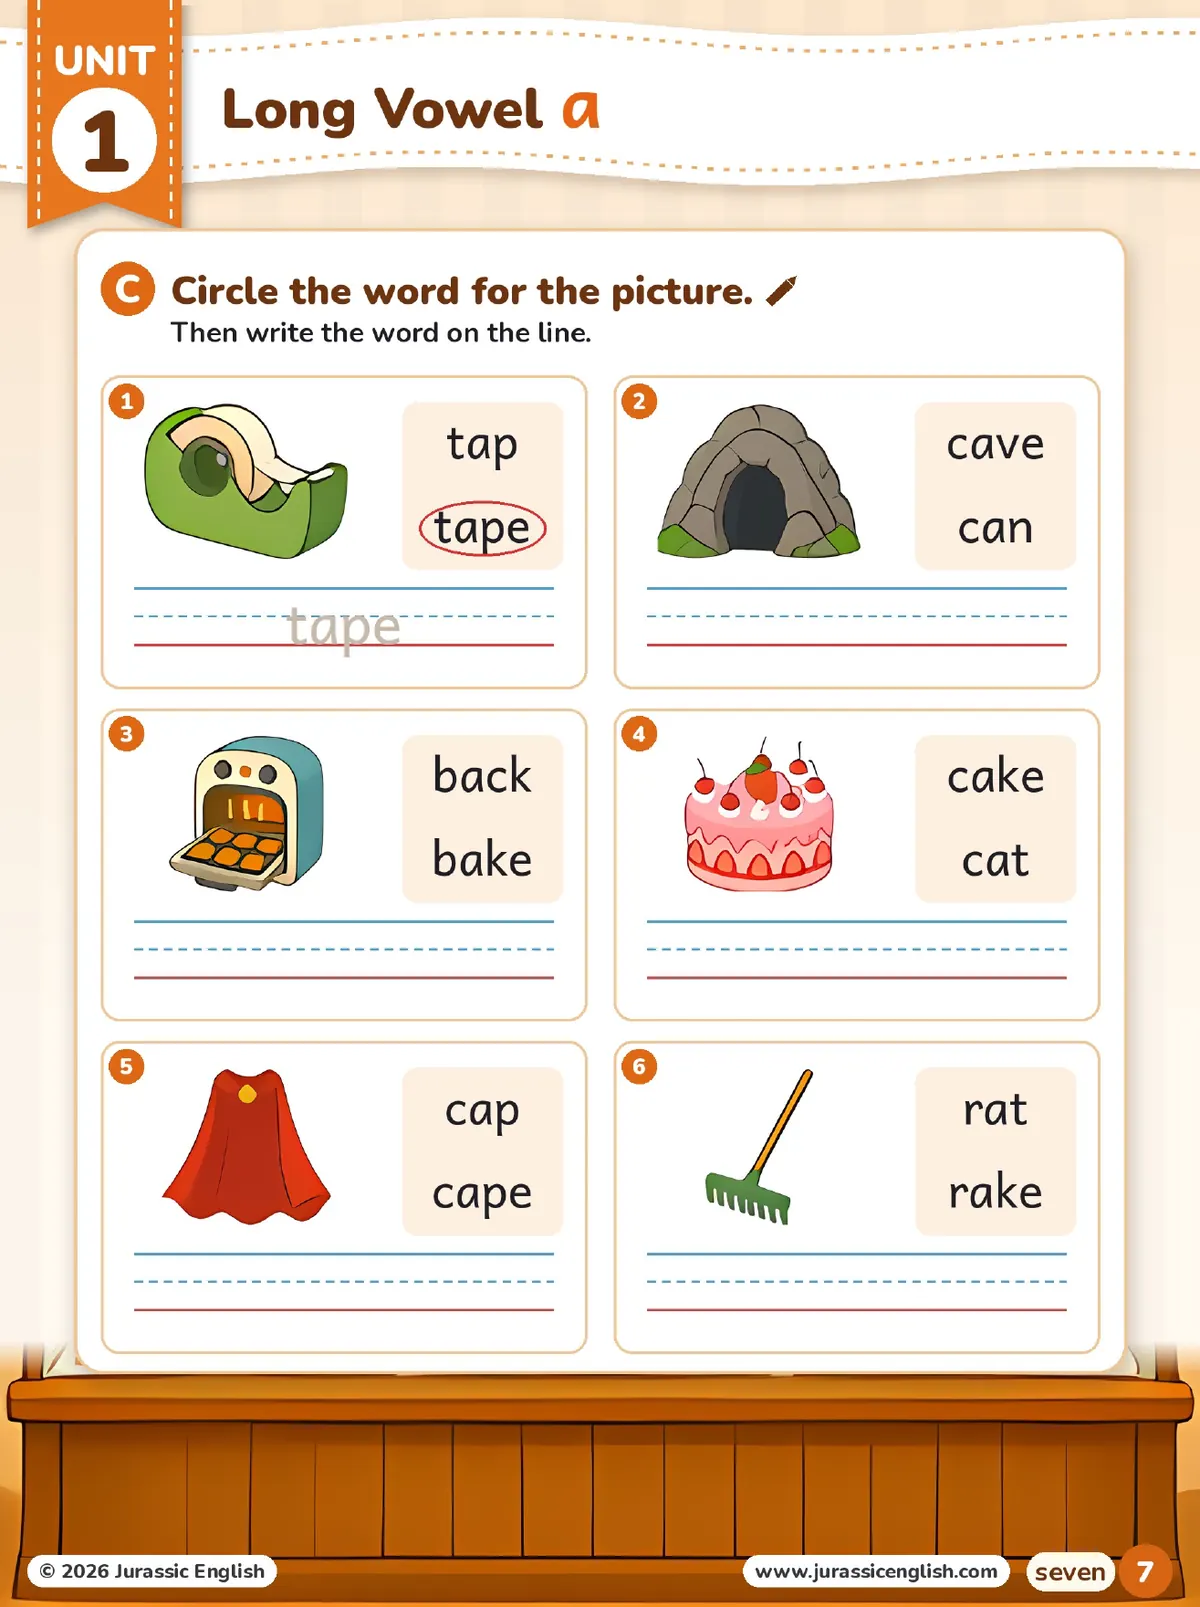 UNIT
1
Long Vowel a
C Circle the word for the picture.
Then write the word on the line.
1
tap
tape
tape
2
cave
can
3
back
bake
4
cake
cat
5
cap
cape
6
rat
rake
© 2026 Jurassic English
www.jurassicenglish.com
seven 7